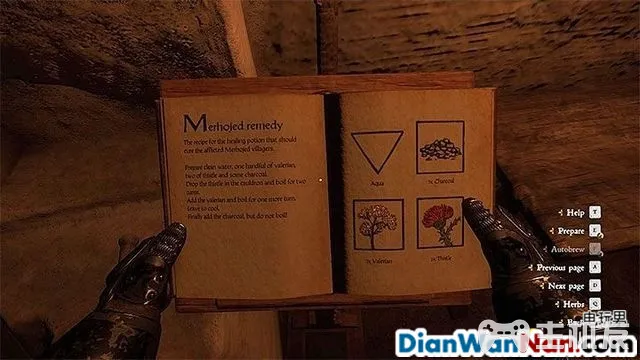 Merhojed remedy
The recipe for the healing potion that should
cure the afflicted Merhojed villagers.
Prepare clean water, one handful of valerian,
two of thistle and some charcoal.
Drop the thistle in the cauldron and boil for two
turns.
Add the valerian and boil for one more turn.
Leave to cool.
Finally add the charcoal, but do not boil!
Aqua
1x Charcoal
Valerian
Thistle
Help T
Prepare E
Autobrew
Previous page A
Next page D
Herbs Q
DianWanNan.com